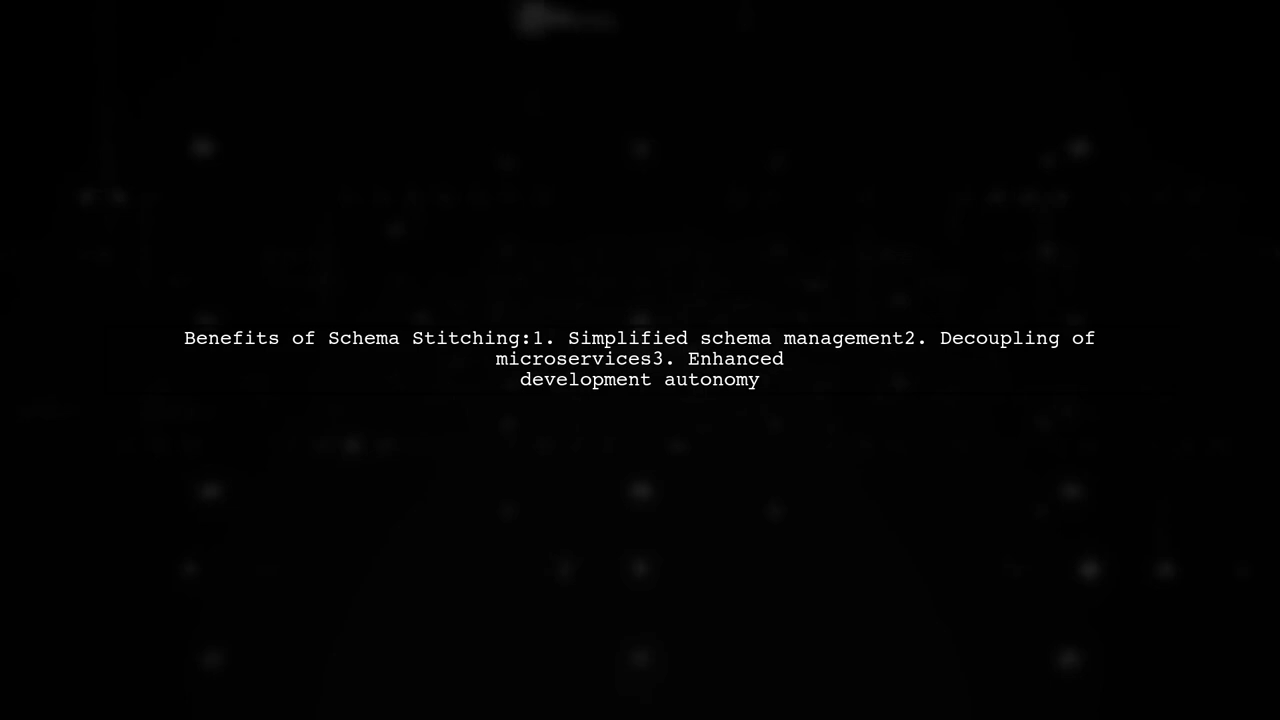 Benefits of Schema Stitching:1. Simplified schema management2. Decoupling of
microservices3. Enhanced
development autonomy